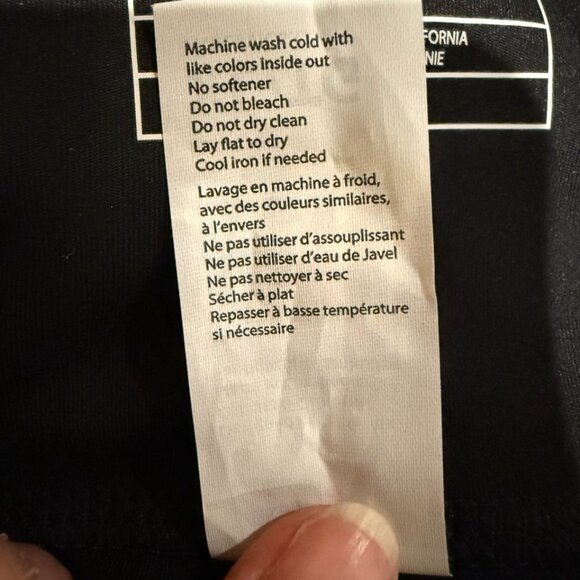 Machine wash cold with
like colors inside out
No softener
Do not bleach
Do not dry clean
Lay flat to dry
Cool iron if needed
Lavage en machine à froid,
avec des couleurs similaires,
à l'envers
Ne pas utiliser d'assouplissant
Ne pas utiliser d'eau de Javel
Ne pas nettoyer à sec
Sécher à plat
Repasser à basse température
si nécessaire
IFORNIA
NIE